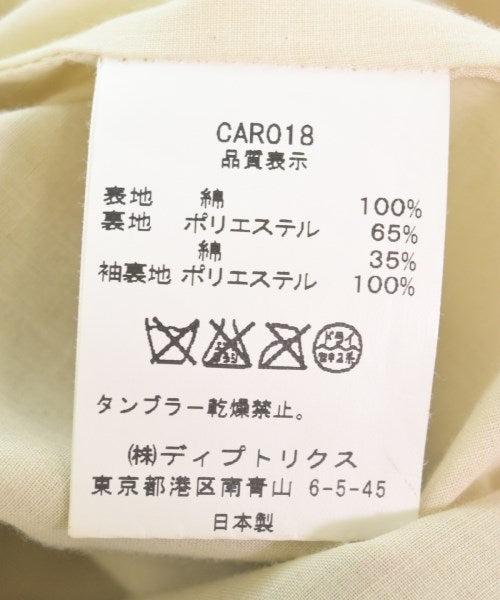 CAR018
品質表示
表地 綿 100%
裏地 ポリエステル 65%
綿 35%
袖裏地 ポリエステル 100%
ドライ
タンブラー乾燥禁止。
㈱ディプトリクス
東京都港区南青山 6-5-45
日本製